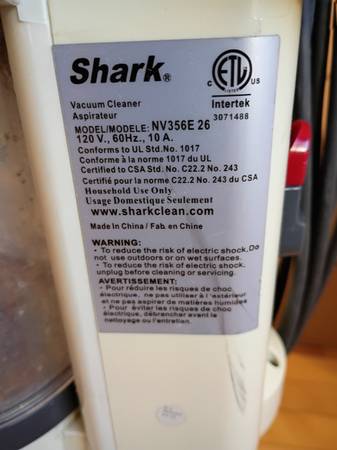 Shark®
C ETL US
LISTED
Intertek
3071488
Vacuum Cleaner
Aspirateur
MODEL/MODELE: NV356E 26
120 V., 60Hz., 10 A.
Conforms to UL Std.No. 1017
Conforme à la norme 1017 du UL
Certified to CSA Std. No. C22.2 No. 243
Certifié pour la norme C22.2 No. 243 du CSA
Household Use Only
Usage Domestique Seulement
www.sharkclean.com
Made in China / Fab. en Chine
WARNING:
- To reduce the risk of electric shock, Do
not use outdoors or on wet surfaces.
- To reduce the risk of electric shock,
unplug before cleaning or servicing.
AVERTISSEMENT:
- Pour réduire les risques de choc
électrique, ne pas utiliser à l'extérieur
et ne pas aspirer de matières humides
- Pour éviter les risques de choc
électrique, débrancher avant le
nettoyage ou l'entretien.